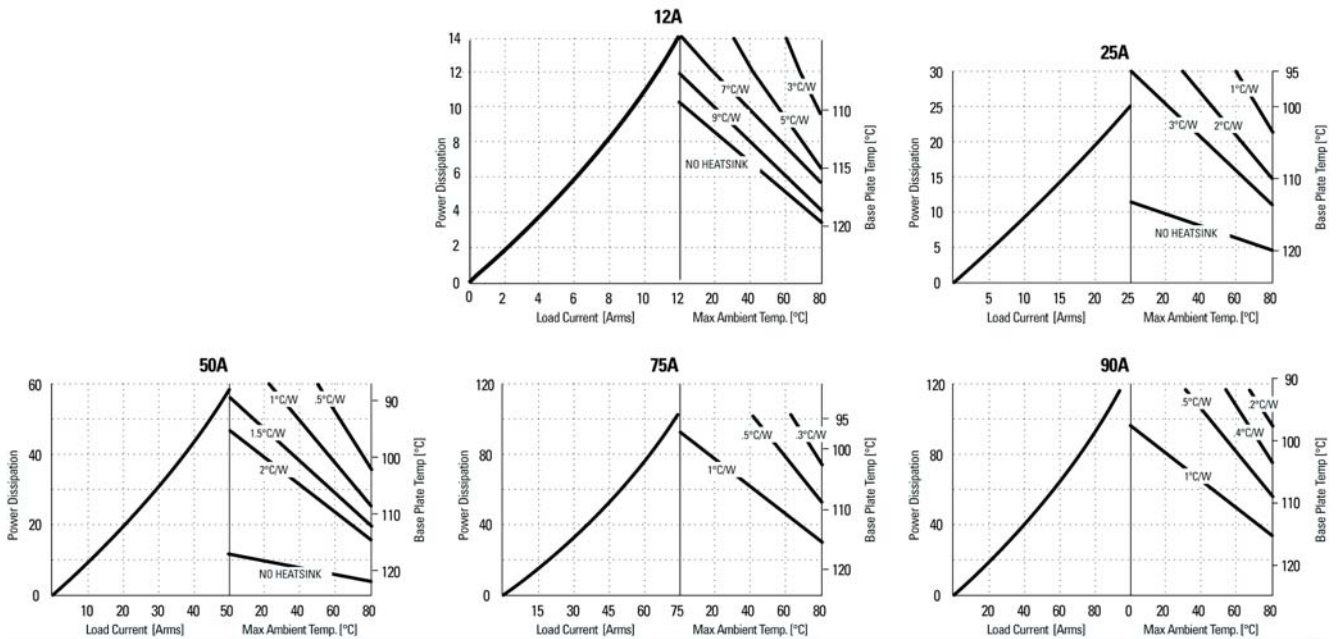 12A
14
12
10
8
6
4
2
0
Power Dissipation
0 2 4 6 8 10 12 20 40 60 80
Load Current [Arms] Max Ambient Temp. [°C]
3°C/W
7°C/W
5°C/W
9°C/W
NO HEATSINK
110
115
120
Base Plate Temp [°C]
25A
30
25
20
15
10
5
0
Power Dissipation
5 10 15 20 25 20 40 60 80
Load Current [Arms] Max Ambient Temp. [°C]
1°C/W
2°C/W
3°C/W
NO HEATSINK
95
100
110
120
Base Plate Temp [°C]
50A
60
40
20
0
Power Dissipation
10 20 30 40 50 20 40 60 80
Load Current [Arms] Max Ambient Temp. [°C]
1°C/W
.5°C/W
1.5°C/W
2°C/W
NO HEATSINK
90
100
110
120
Base Plate Temp [°C]
75A
120
80
40
0
Power Dissipation
15 30 45 60 75 20 40 60 80
Load Current [Arms] Max Ambient Temp. [°C]
.5°C/W
.3°C/W
1°C/W
95
100
110
120
Base Plate Temp [°C]
90A
120
80
40
0
Power Dissipation
20 40 60 80 0 20 40 60 80
Load Current [Arms] Max Ambient Temp. [°C]
.2°C/W
.5°C/W
.4°C/W
1°C/W
90
100
110
120
Base Plate Temp [°C]